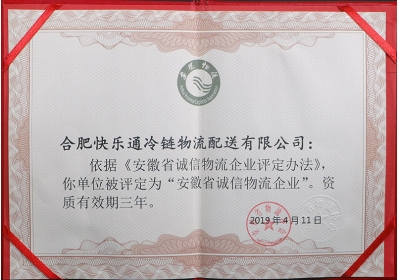 合肥快乐通冷链物流配送有限公司：
依据《安徽省诚信物流企业评定办法》，
你单位被评定为“安徽省诚信物流企业”。资
质有效期三年。
2019年4月11日